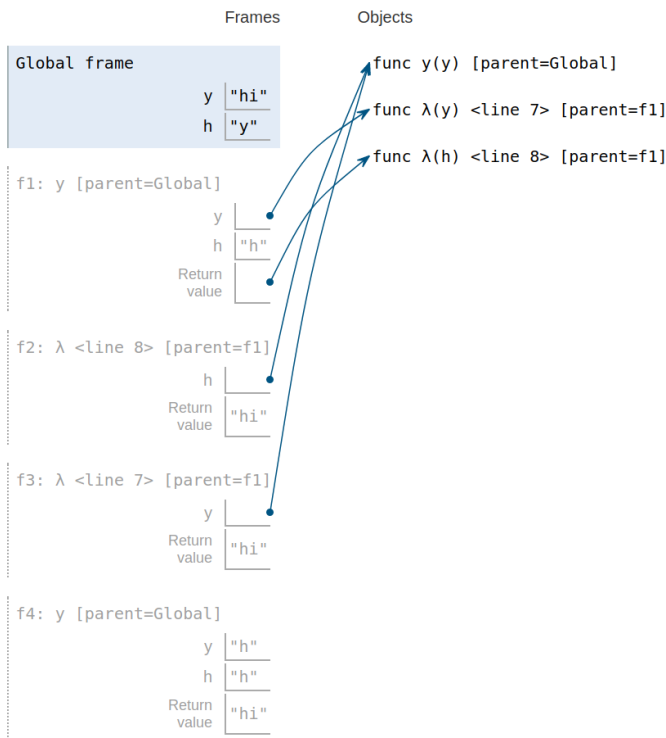 Frames
Objects
Global frame
y "hi"
h "y"
func y(y) [parent=Global]
func λ(y) <line 7> [parent=f1]
func λ(h) <line 8> [parent=f1]
f1: y [parent=Global]
y
h "h"
Return
value
f2: λ <line 8> [parent=f1]
h
Return
value "hi"
f3: λ <line 7> [parent=f1]
y
Return
value "hi"
f4: y [parent=Global]
y "h"
h "h"
Return
value "hi"